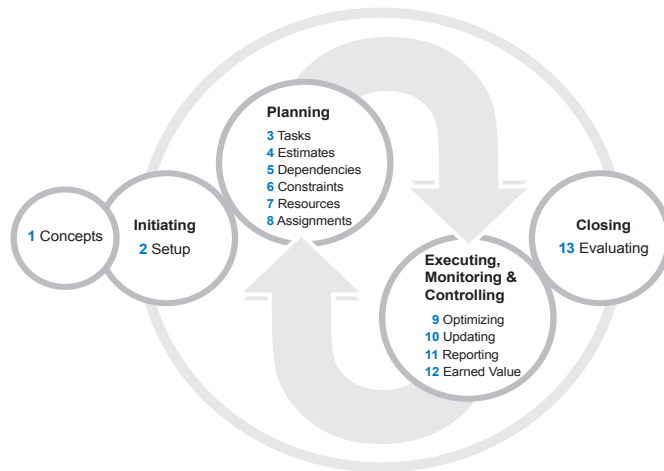 1 Concepts
Initiating
2 Setup
Planning
3 Tasks
4 Estimates
5 Dependencies
6 Constraints
7 Resources
8 Assignments
Executing,
Monitoring &
Controlling
9 Optimizing
10 Updating
11 Reporting
12 Earned Value
Closing
13 Evaluating